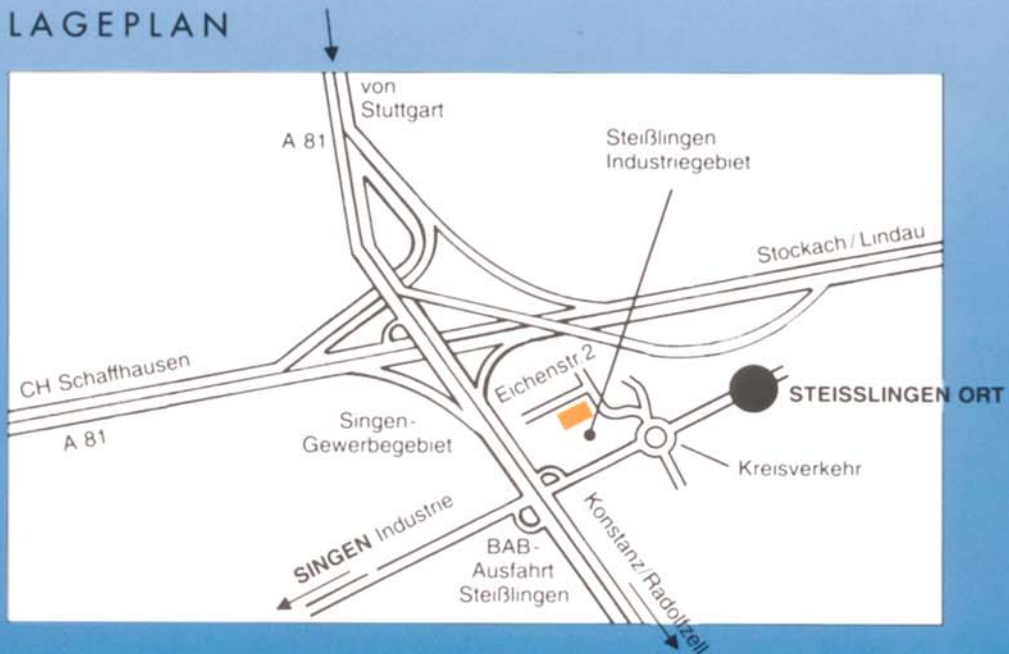 LAGEPLAN
von
Stuttgart
A 81
Steißlingen
Industriegebiet
Stockach/Lindau
CH Schaffhausen
A 81
Eichenstr. 2
STEISSLINGEN ORT
Singen-
Gewerbegebiet
Kreisverkehr
SINGEN Industrie
BAB-
Ausfahrt
Steißlingen
Konstanz/Radolfzell